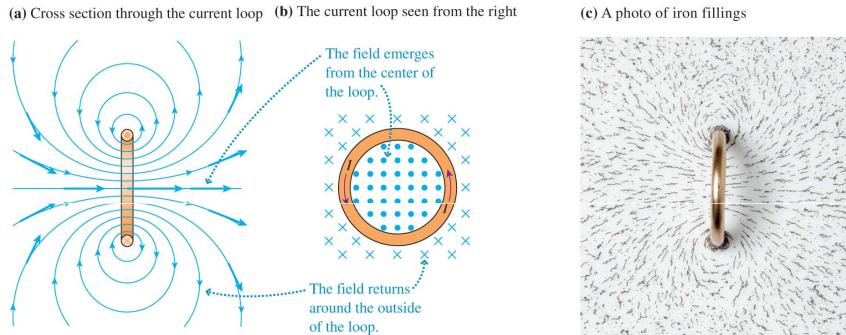 (a) Cross section through the current loop
(b) The current loop seen from the right
(c) A photo of iron fillings
The field emerges
from the center of
the loop.
I
I
The field returns
around the outside
of the loop.